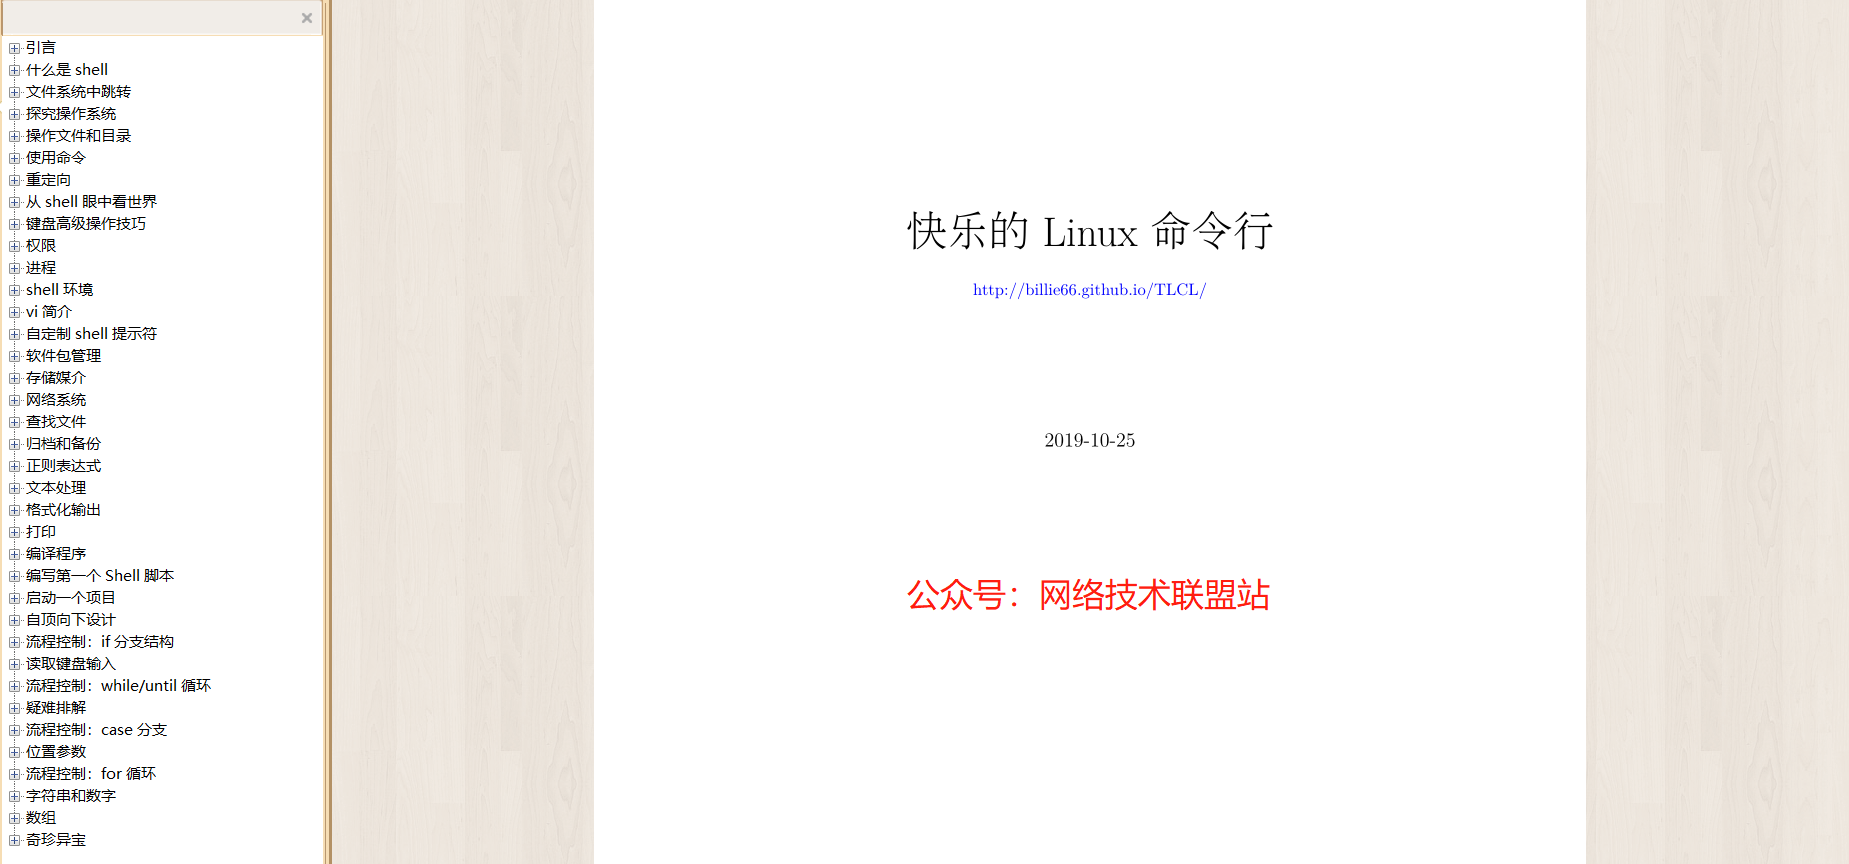 引言
什么是 shell
文件系统中跳转
探究操作系统
操作文件和目录
使用命令
重定向
从 shell 眼中看世界
键盘高级操作技巧
权限
进程
shell 环境
vi 简介
自定制 shell 提示符
软件包管理
存储媒介
网络系统
查找文件
归档和备份
正则表达式
文本处理
格式化输出
打印
编译程序
编写第一个 Shell 脚本
启动一个项目
自顶向下设计
流程控制：if 分支结构
读取键盘输入
流程控制：while/until 循环
疑难排解
流程控制：case 分支
位置参数
流程控制：for 循环
字符串和数字
数组
奇珍异宝
快乐的 Linux 命令行
http://billie66.github.io/TLCL/
2019-10-25
公众号：网络技术联盟站